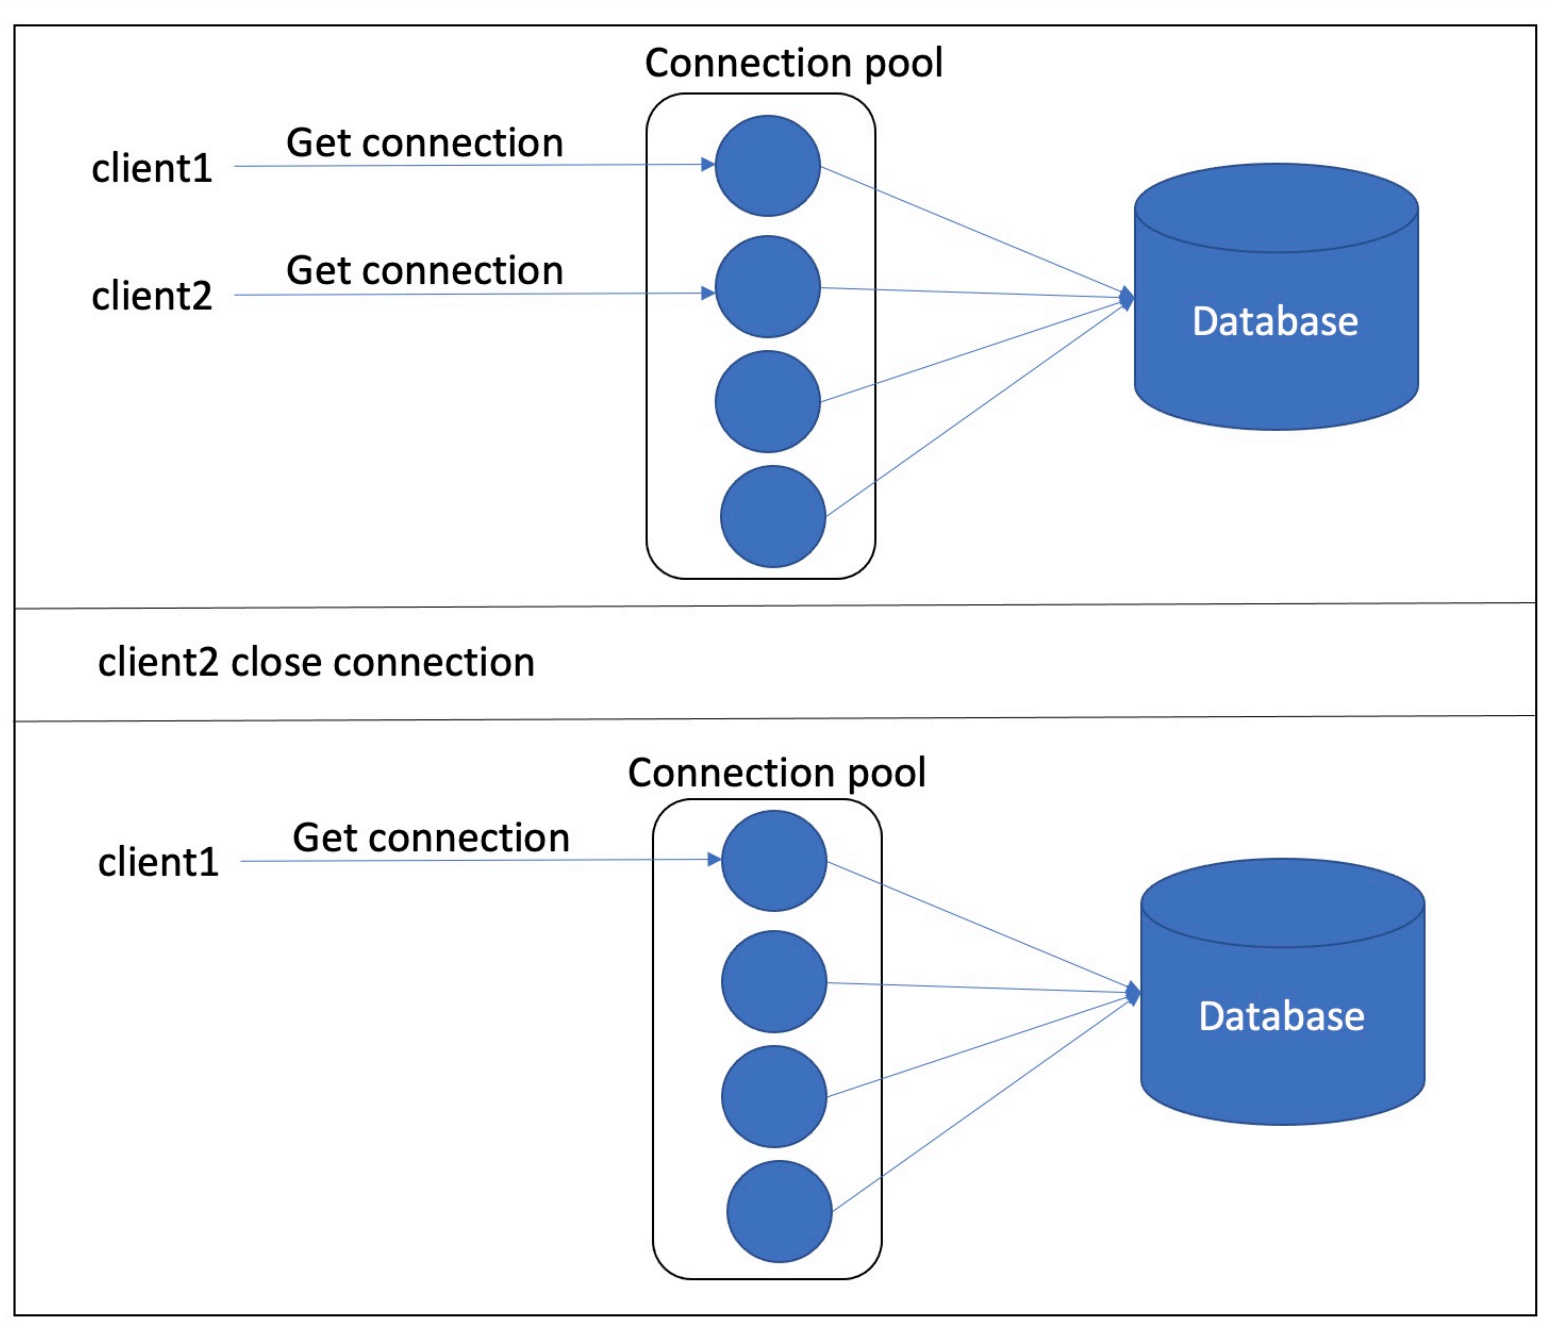 Connection pool
Get connection
client1
Get connection
client2
Database
client2 close connection
Connection pool
Get connection
client1
Database